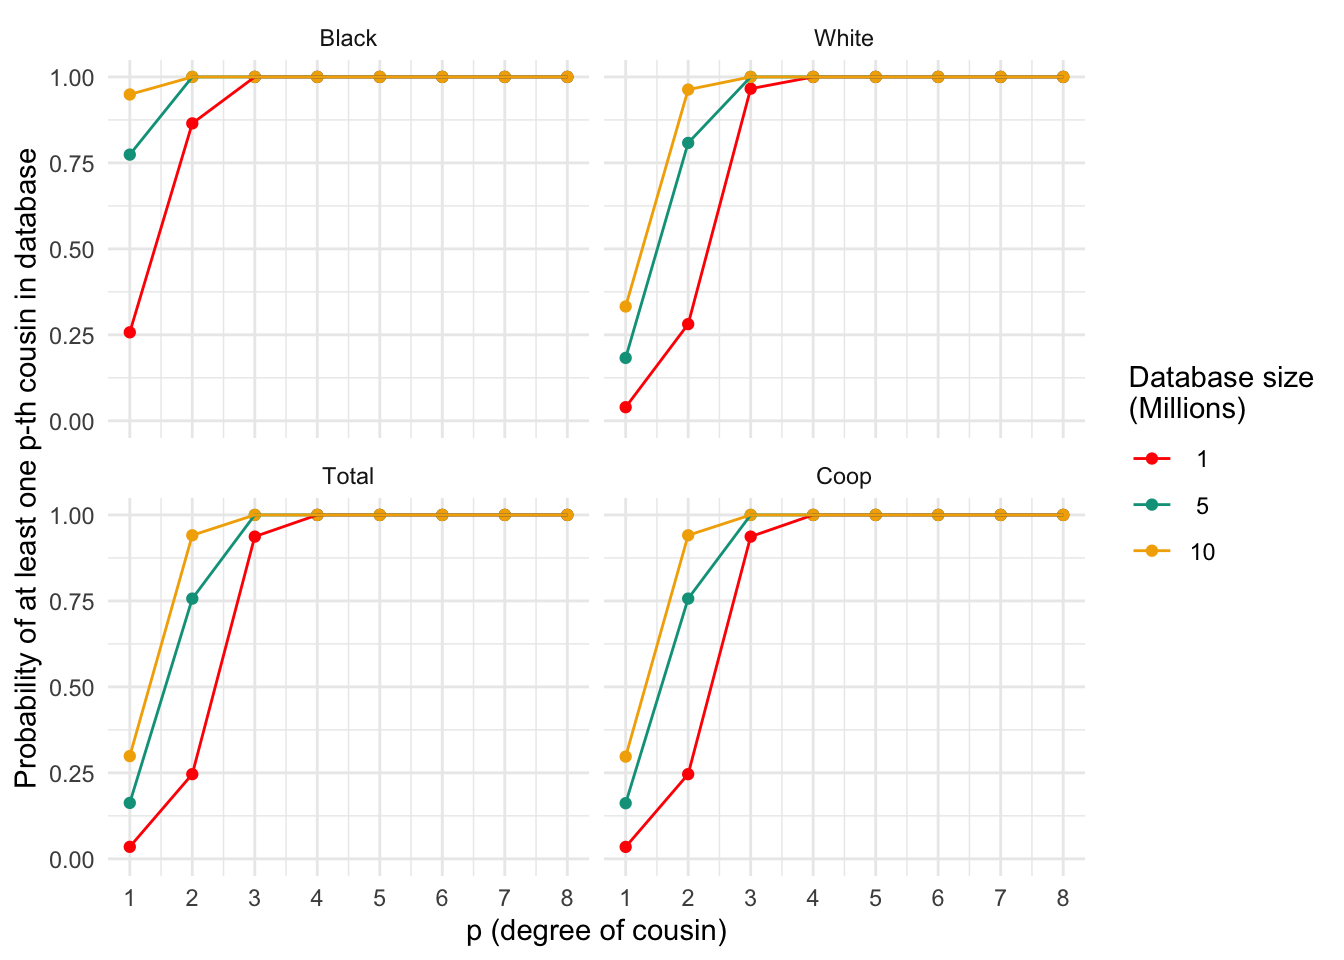 Black
White
1.00
0.75
0.50
0.25
0.00
Total
Coop
1.00
0.75
0.50
0.25
0.00
1 2 3 4 5 6 7 8
1 2 3 4 5 6 7 8
p (degree of cousin)
Probability of at least one p-th cousin in database
Database size
(Millions)
1
5
10